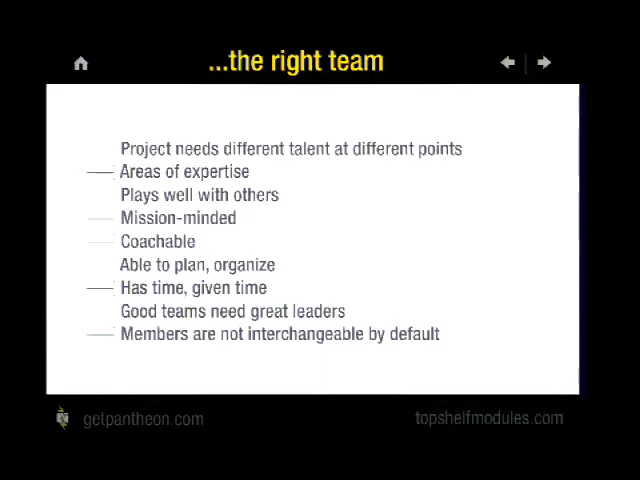 ...the right team
Project needs different talent at different points
Areas of expertise
Plays well with others
Mission-minded
Coachable
Able to plan, organize
Has time, given time
Good teams need great leaders
Members are not interchangeable by default
getpantheon.com
topshelfmodules.com